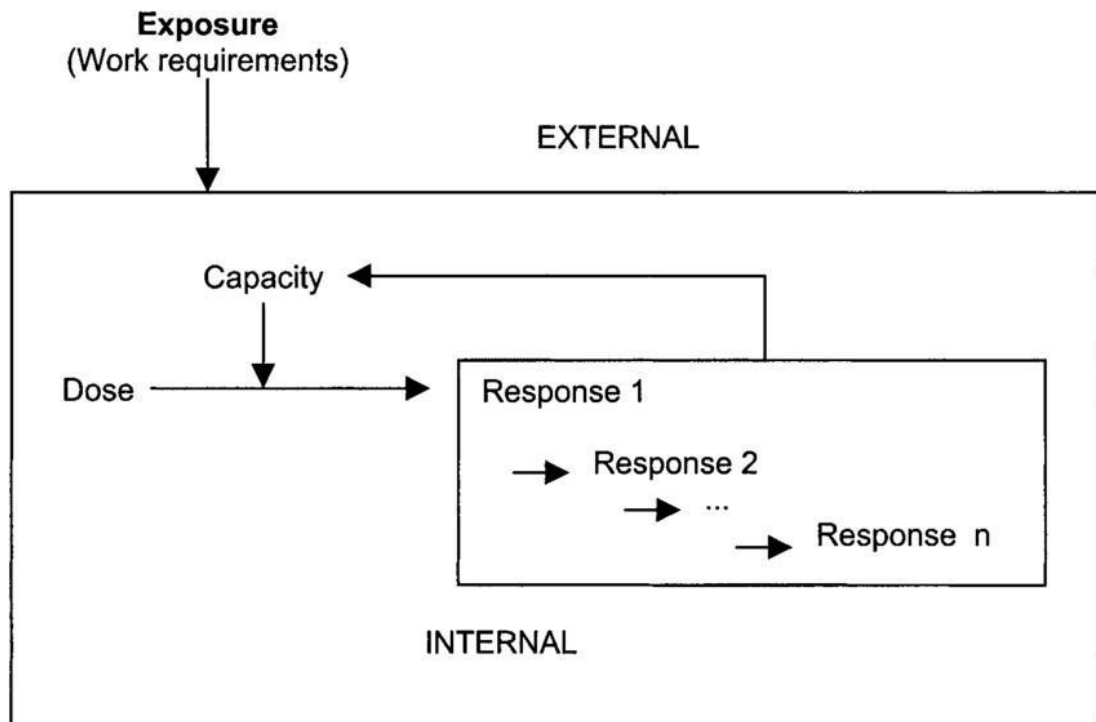 Exposure
(Work requirements)
EXTERNAL
Capacity
Dose
Response 1
Response 2
...
Response n
INTERNAL